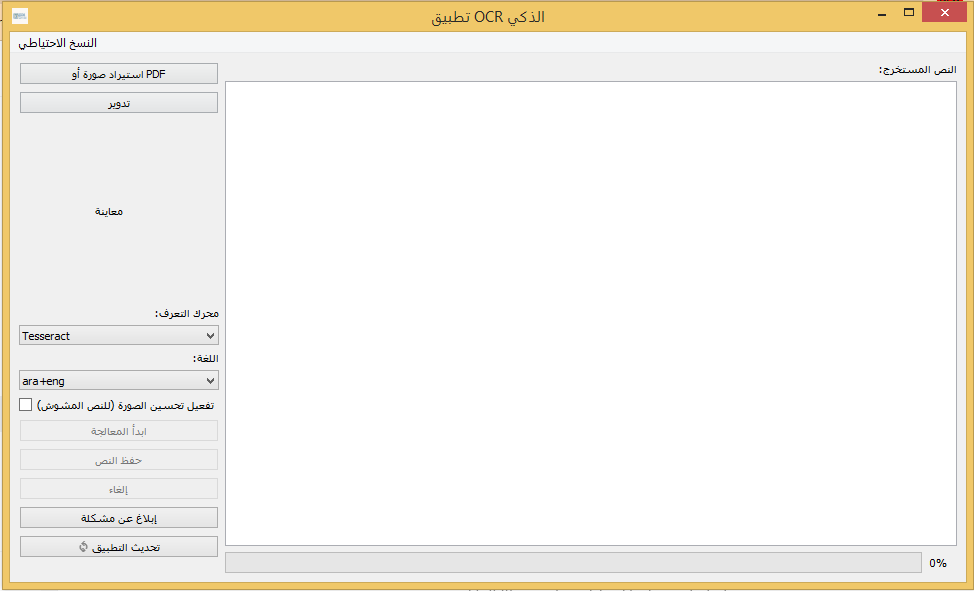 تطبيق OCR الذكي
النسخ الاحتياطي
استيراد صورة أو PDF
تدوير
معاينة
محرك التعرف:
Tesseract
اللغة:
ara+eng
تفعيل تحسين الصورة (للنص المشوش)
ابدأ المعالجة
حفظ النص
إلغاء
إبلاغ عن مشكلة
تحديث التطبيق
النص المستخرج:
0%